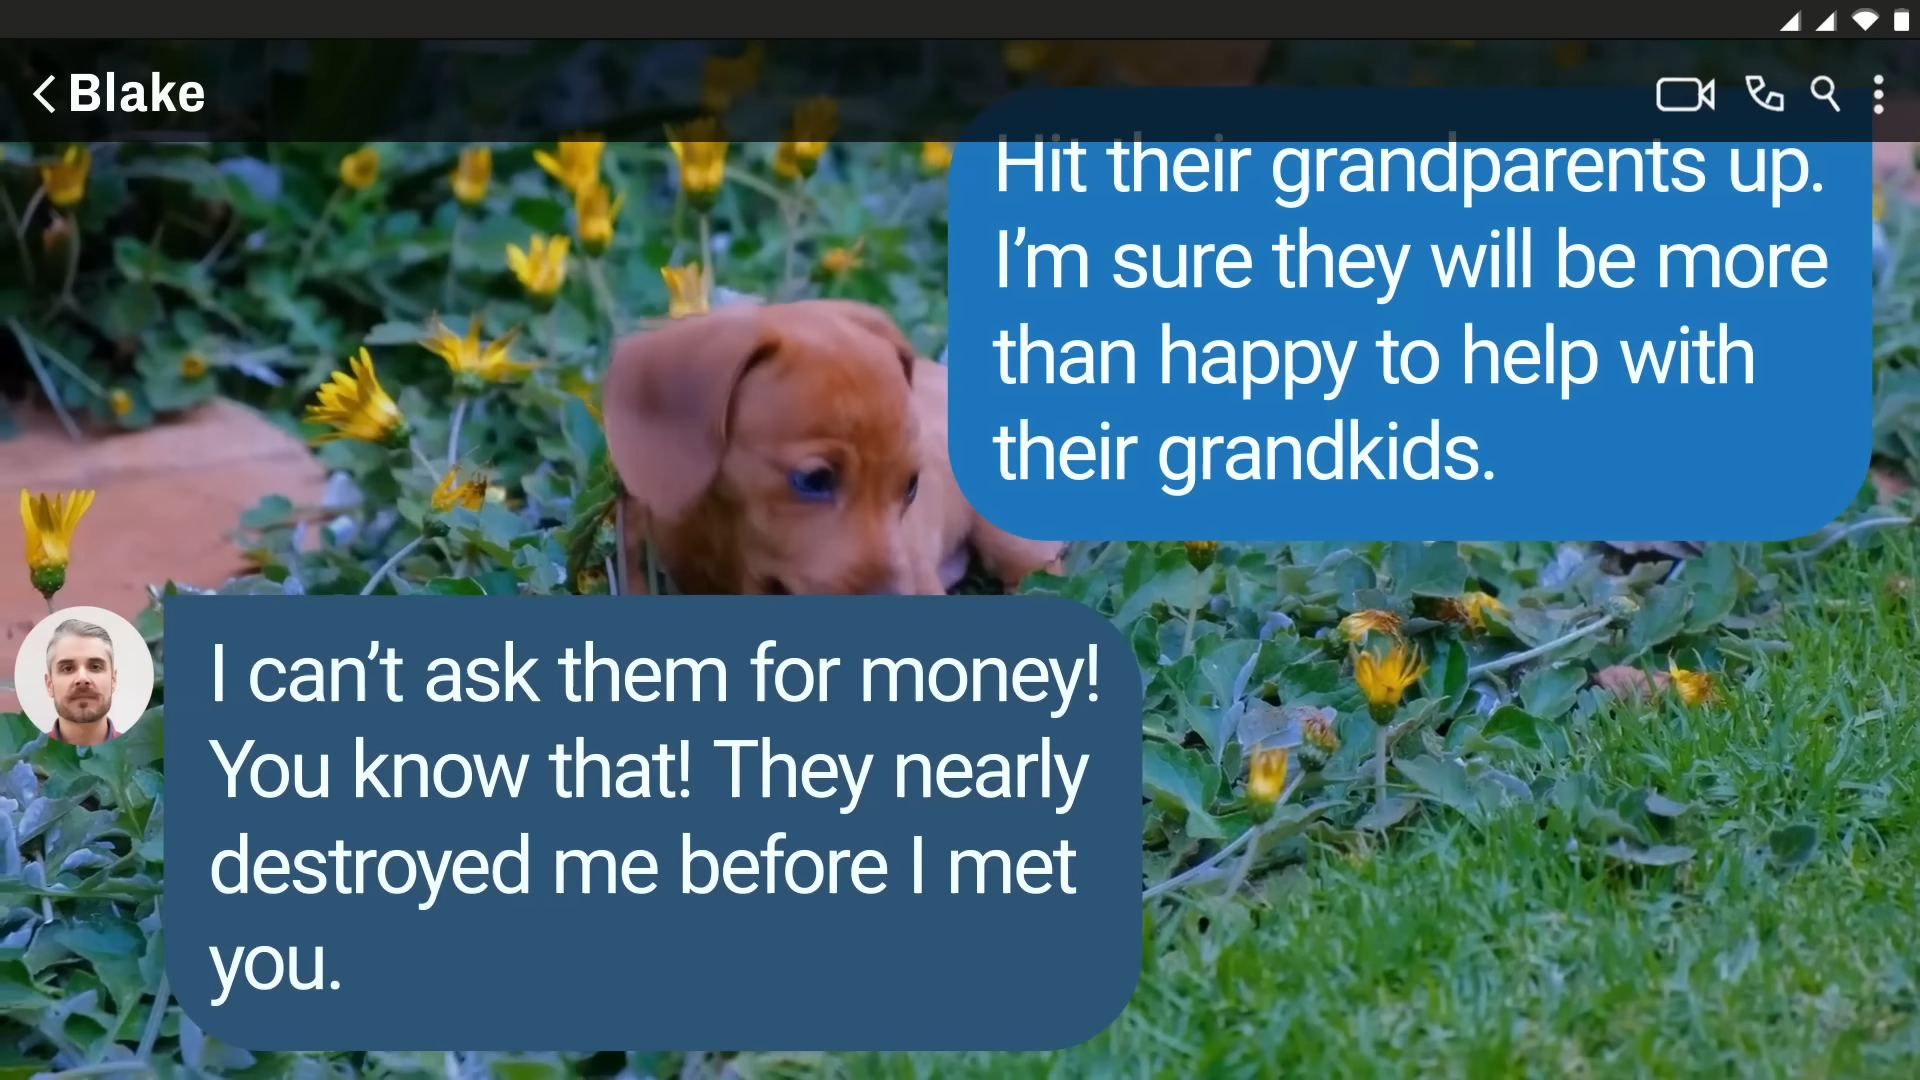 Blake
Hit their grandparents up.
I’m sure they will be more
than happy to help with
their grandkids.
I can’t ask them for money!
You know that! They nearly
destroyed me before I met
you.